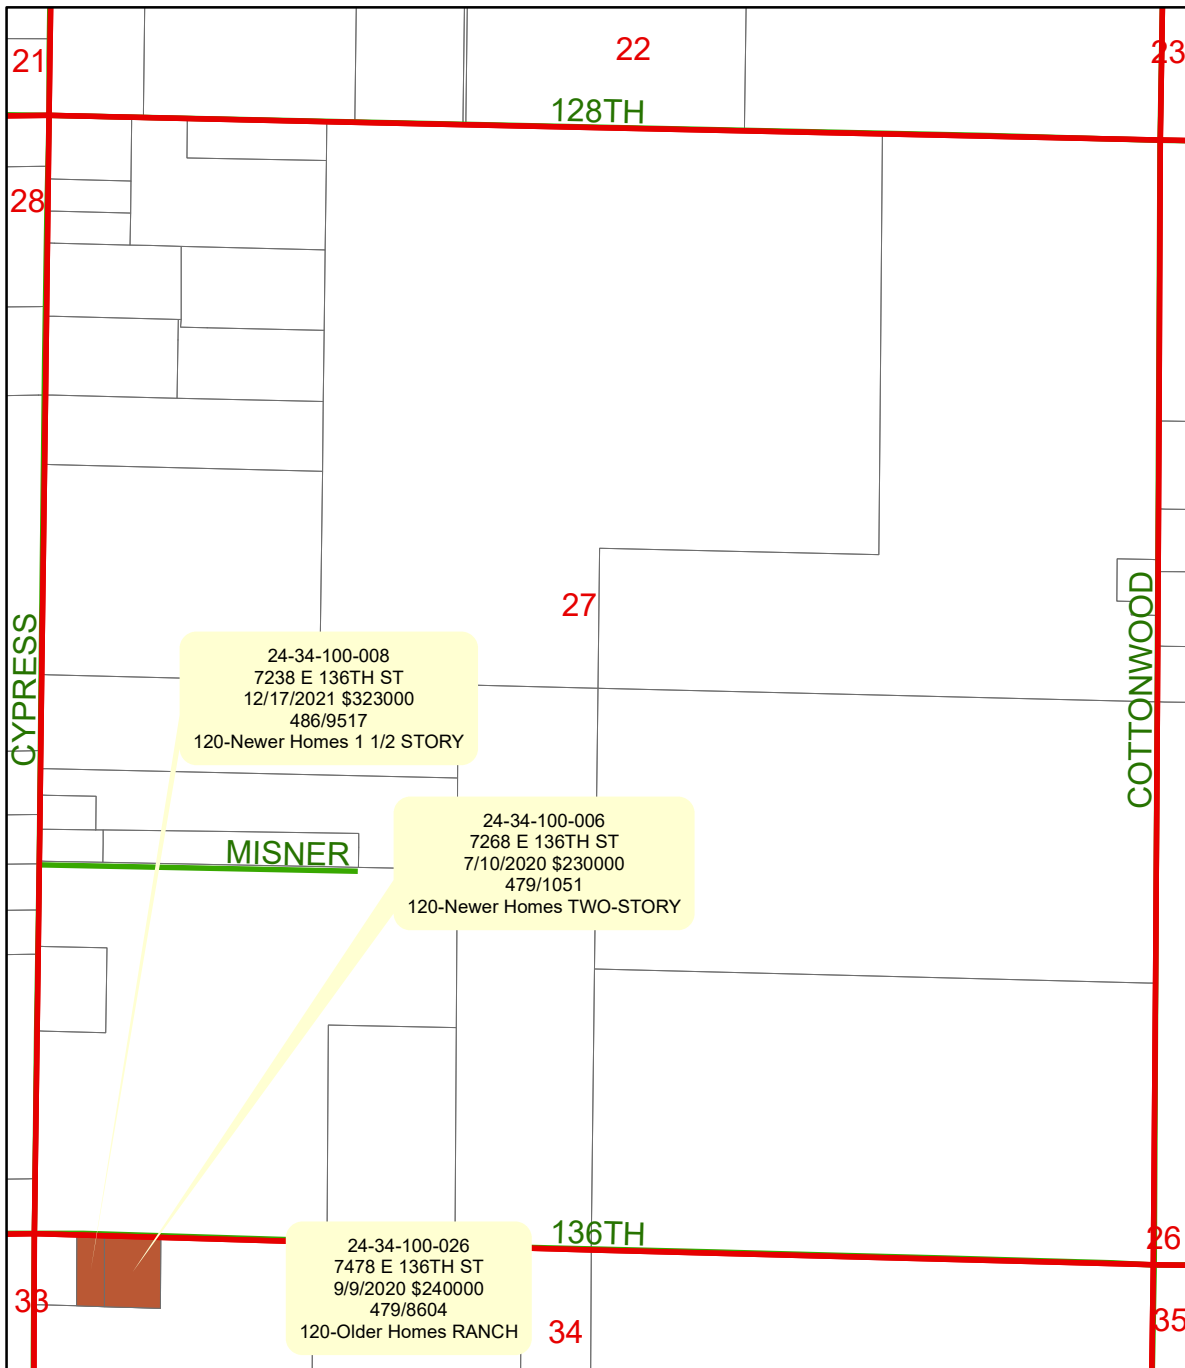 21
22
23
128TH
28
27
CYPRESS
COTTONWOOD
24-34-100-008
7238 E 136TH ST
12/17/2021 $323000
486/9517
120-Newer Homes 1 1/2 STORY
24-34-100-006
7268 E 136TH ST
7/10/2020 $230000
479/1051
120-Newer Homes TWO-STORY
MISNER
136TH
26
24-34-100-026
7478 E 136TH ST
9/9/2020 $240000
479/8604
120-Older Homes RANCH
33
34
35